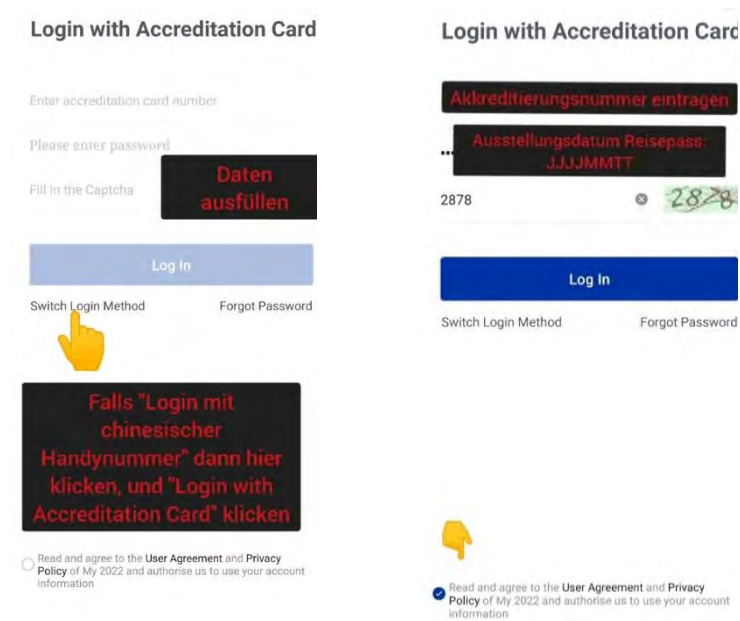 Login with Accreditation Card
Enter accreditation card number
Please enter password
Fill in the Captcha
Daten
ausfüllen
Log In
Switch Login Method Forgot Password
Falls "Login mit
chinesischer
Handynummer" dann hier
klicken, und "Login with
Accreditation Card" klicken
Read and agree to the User Agreement and Privacy
Policy of My 2022 and authorise us to use your account
information
Login with Accreditation Card
Akkreditierungsnummer eintragen
Ausstellungsdatum Reisepass:
JJJJMMTT
2878 2878
Log In
Switch Login Method Forgot Password
Read and agree to the User Agreement and Privacy
Policy of My 2022 and authorise us to use your account
information